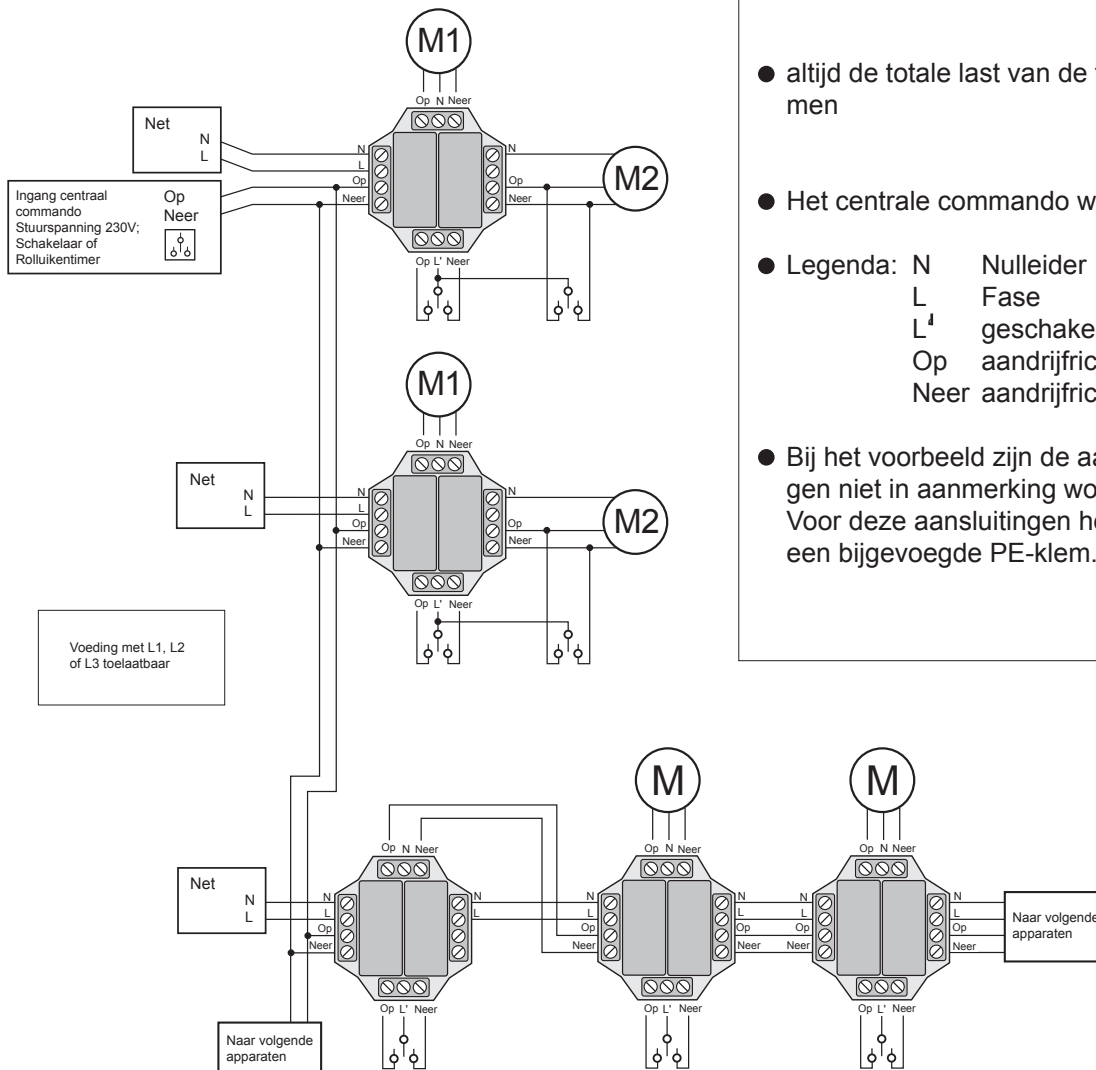 M1
Op N Neer
Net
N
L
N
L
Op
Neer
N
Op
Neer
M2
Ingang centraal
commando
Stuurspanning 230V;
Schakelaar of
Rolluikentimer
Op
Neer
Op L' Neer
M1
Op N Neer
Net
N
L
N
L
Op
Neer
N
Op
Neer
M2
Op L' Neer
Voeding met L1, L2
of L3 toelaatbaar
altijd de totale last van de
men
Het centrale commando w
Legenda: N Nulleider
L Fase
L' geschake
Op aandrijfric
Neer aandrijfric
Bij het voorbeeld zijn de aa
gen niet in aanmerking wo
Voor deze aansluitingen he
een bijgevoegde PE-klem.
M
M
Op N Neer
Op N Neer
Op N Neer
Net
N
L
N
L
Op
Neer
N
L
N
L
Op
Neer
N
L
Op
Neer
N
L
Op
Neer
N
L
Op
Neer
Naar volgende
apparaten
Op L' Neer
Op L' Neer
Op L' Neer
Naar volgende
apparaten